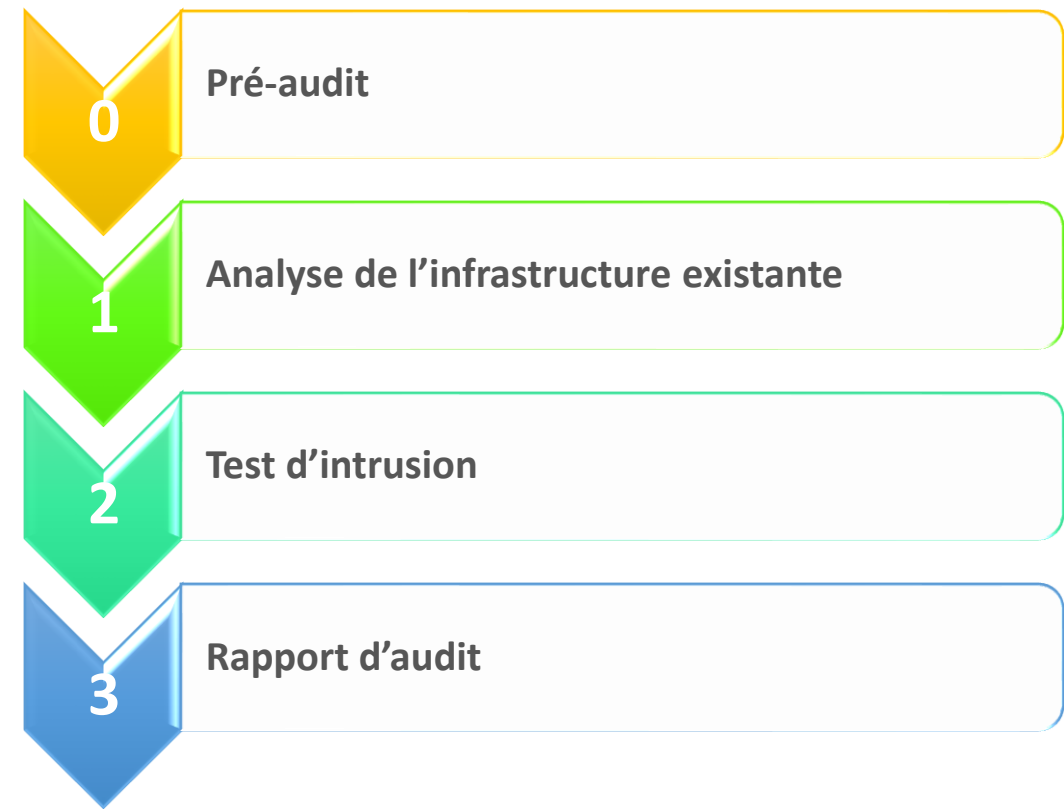 0
Pré-audit
1
Analyse de l’infrastructure existante
2
Test d’intrusion
3
Rapport d’audit